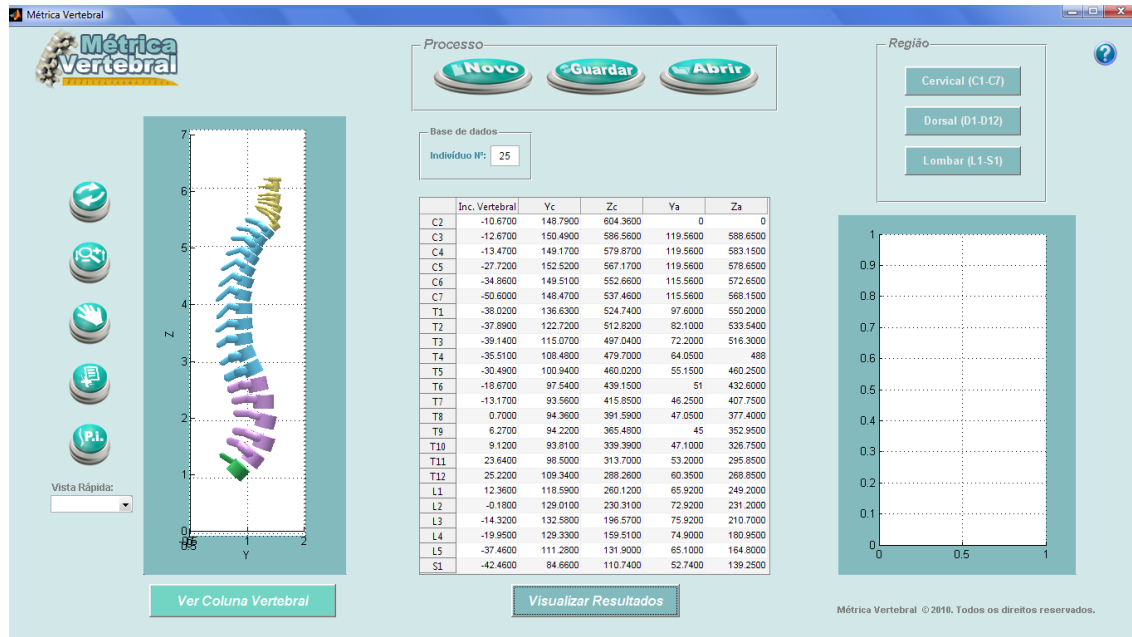 Métrica Vertebral
Métrica
Vertebral
Processo
Novo
Guardar
Abrir
Região
Cervical (C1-C7)
Dorsal (D1-D12)
Lombar (L1-S1)
?
Base de dados
Indivíduo Nº: 25
P.i.
Vista Rápida:
7
6
5
4
3
2
1
0
Z
1
2
Y
Inc. Vertebral Yc Zc Ya Za
C2 -10.6700 148.7900 604.3600 0 0
C3 -12.6700 150.4900 586.5600 119.5600 588.6500
C4 -13.4700 149.1700 579.8700 119.5600 583.1500
C5 -27.7200 152.5200 567.1700 119.5600 578.6500
C6 -34.8600 149.5100 552.6600 115.5600 572.6500
C7 -50.6000 148.4700 537.4600 115.5600 568.1500
T1 -38.0200 136.6300 524.7400 97.6000 550.2000
T2 -37.8900 122.7200 512.8200 82.1000 533.5400
T3 -39.1400 115.0700 497.0400 72.2000 516.3000
T4 -35.5100 108.4800 479.7000 64.0500 488
T5 -30.4900 100.9400 460.0200 55.1500 460.2500
T6 -18.6700 97.5400 439.1500 51 432.6000
T7 -13.1700 93.5600 415.8500 46.2500 407.7500
T8 0.7000 94.3600 391.5900 47.0500 377.4000
T9 6.2700 94.2200 365.4800 45 352.9500
T10 9.1200 93.8100 339.3900 47.1000 326.7500
T11 23.6400 98.5000 313.7000 53.2000 295.8500
T12 25.2200 109.3400 288.2600 60.3500 268.8500
L1 12.3600 118.5900 260.1200 65.9200 249.2000
L2 -0.1800 129.0100 230.3100 72.9200 231.2000
L3 -14.3200 132.5800 196.5700 75.9200 210.7000
L4 -19.9500 129.3300 159.5100 74.9000 180.9500
L5 -37.4600 111.2800 131.9000 65.1000 164.8000
S1 -42.4600 84.6600 110.7400 52.7400 139.2500
1
0.9
0.8
0.7
0.6
0.5
0.4
0.3
0.2
0.1
0
0 0.5 1
Ver Coluna Vertebral
Visualizar Resultados
Métrica Vertebral © 2010. Todos os direitos reservados.